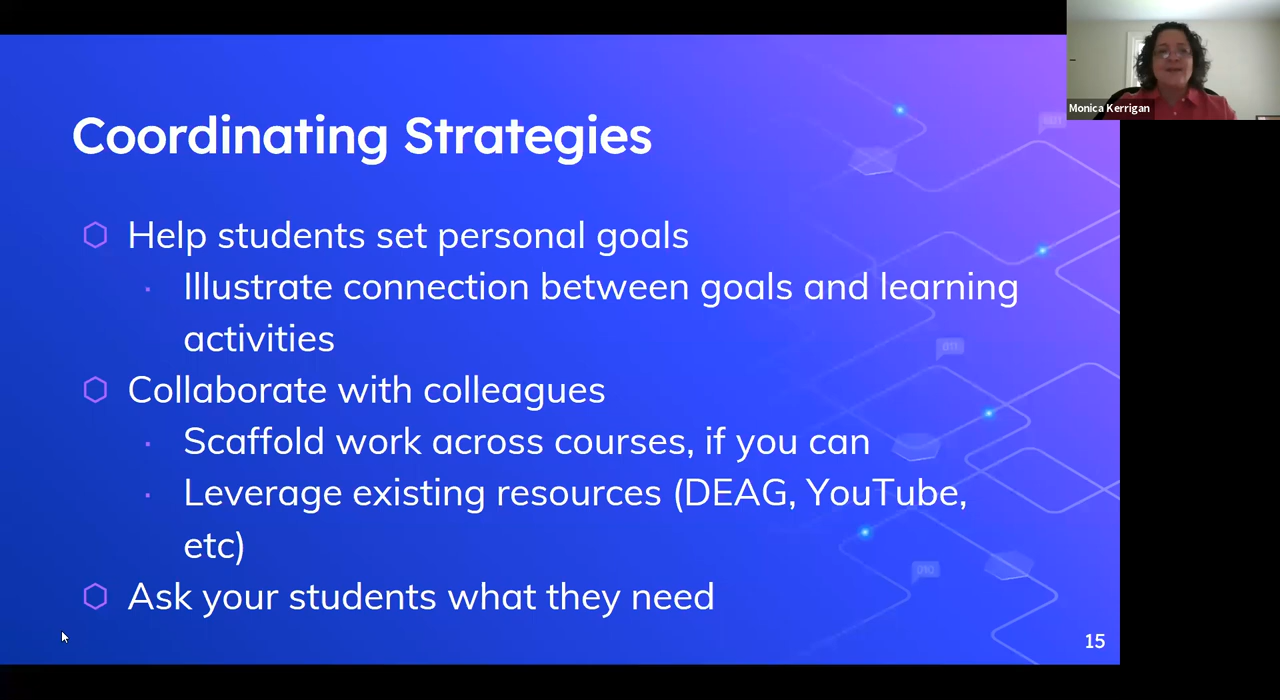 Monica Kerrigan
Coordinating Strategies
Help students set personal goals
Illustrate connection between goals and learning
activities
Collaborate with colleagues
Scaffold work across courses, if you can
Leverage existing resources (DEAG, YouTube,
etc)
Ask your students what they need
011
010
15